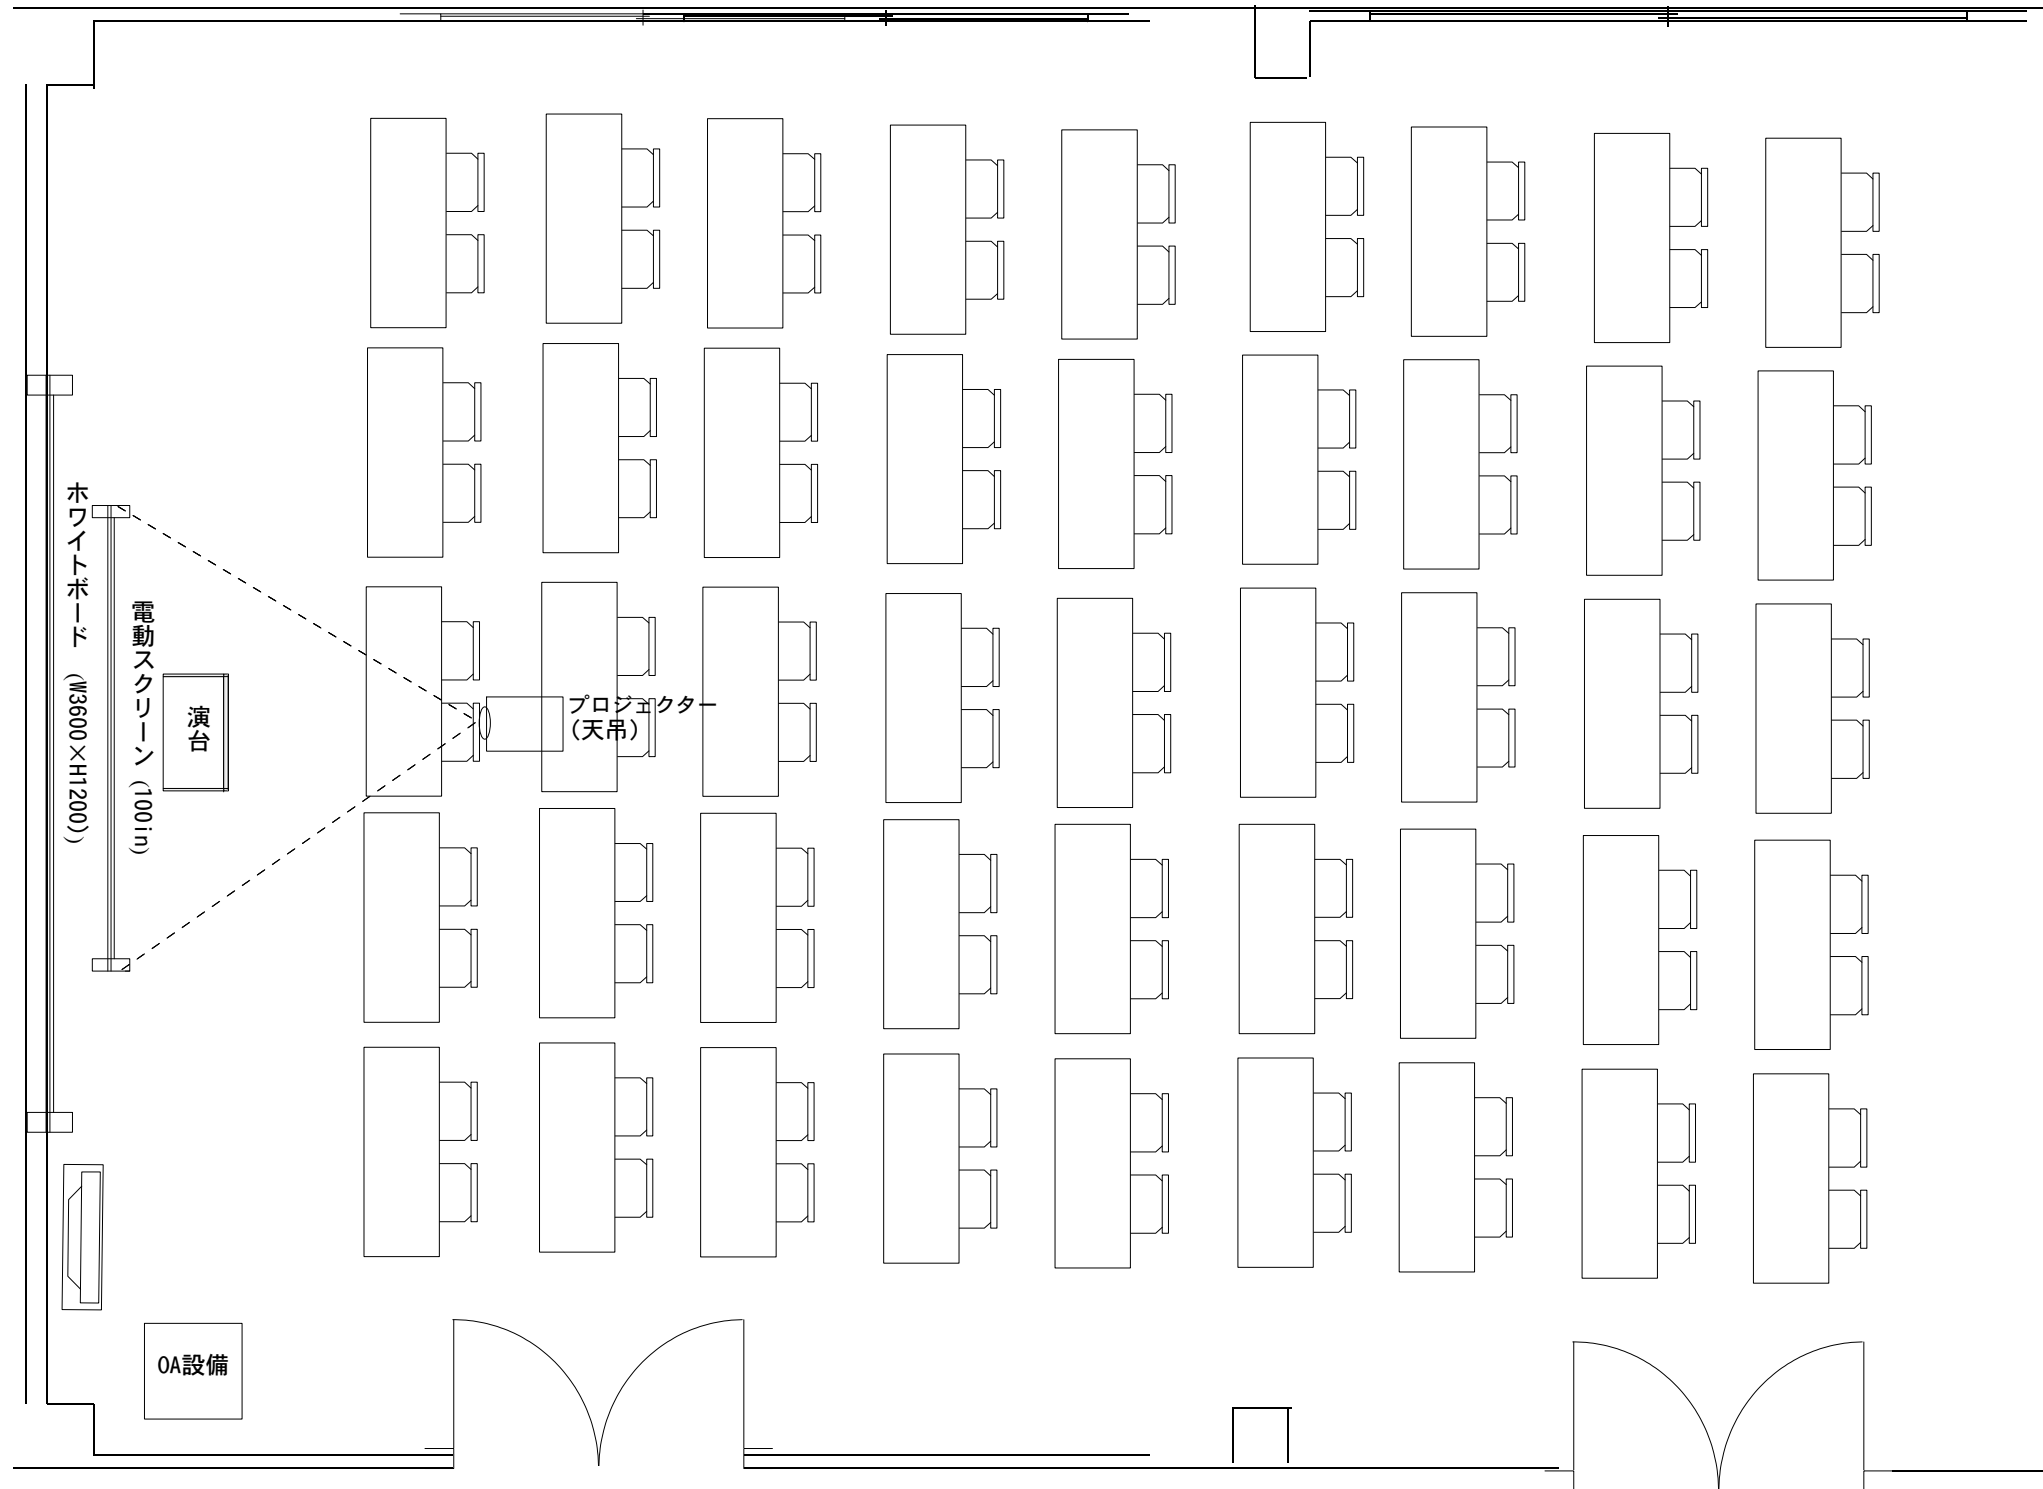 ホワイトボード (W3600×H1200))
電動スクリーン (100in)
演台
プロジェクター
(天吊)
OA設備